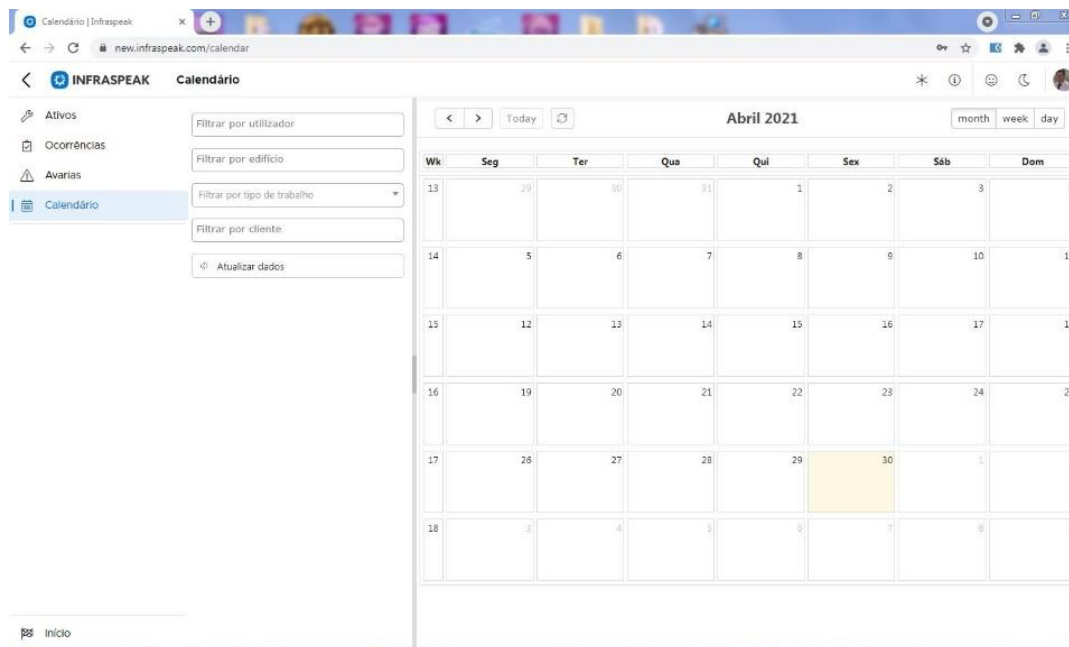 Calendário | Infraspeak
new.infraspeak.com/calendar
INFRASPEAK Calendário
Ativos
Ocorrências
Avarias
Calendário
Início
Filtrar por utilizador
Filtrar por edifício
Filtrar por tipo de trabalho
Filtrar por cliente
Atualizar dados
Today Abril 2021 month week day
Wk Seg Ter Qua Qui Sex Sáb Dom
13 29 30 31 1 2 3
14 5 6 7 8 9 10
15 12 13 14 15 16 17
16 19 20 21 22 23 24
17 26 27 28 29 30 1
18 3 4 5 6 7 8